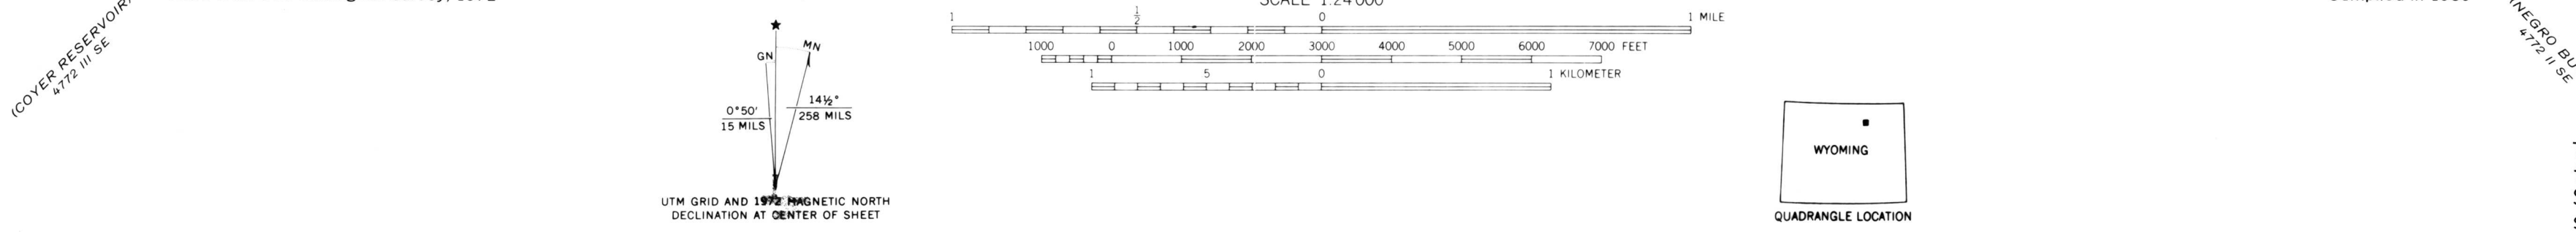 SCALE 1:24 000
1 ½ 0 1 MILE
1000 0 1000 2000 3000 4000 5000 6000 7000 FEET
1 5 0 1 KILOMETER
(COYER RESERVOIR)
4772 III SE
GN
MN
0°50'
15 MILS
14½°
258 MILS
UTM GRID AND 1972 MAGNETIC NORTH
DECLINATION AT CENTER OF SHEET
WYOMING
QUADRANGLE LOCATION
(NEGRO BU
4772 II SE